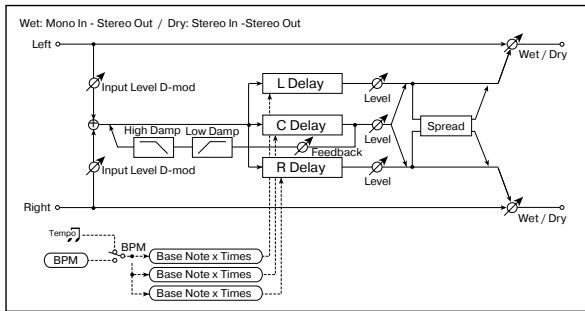 Wet: Mono In - Stereo Out / Dry: Stereo In -Stereo Out
Left
Wet / Dry
Input Level D-mod
L Delay
Level
High Damp
Low Damp
C Delay
Level
Spread
Feedback
Input Level D-mod
R Delay
Level
Right
Wet / Dry
Tempo
BPM
BPM
Base Note x Times
Base Note x Times
Base Note x Times